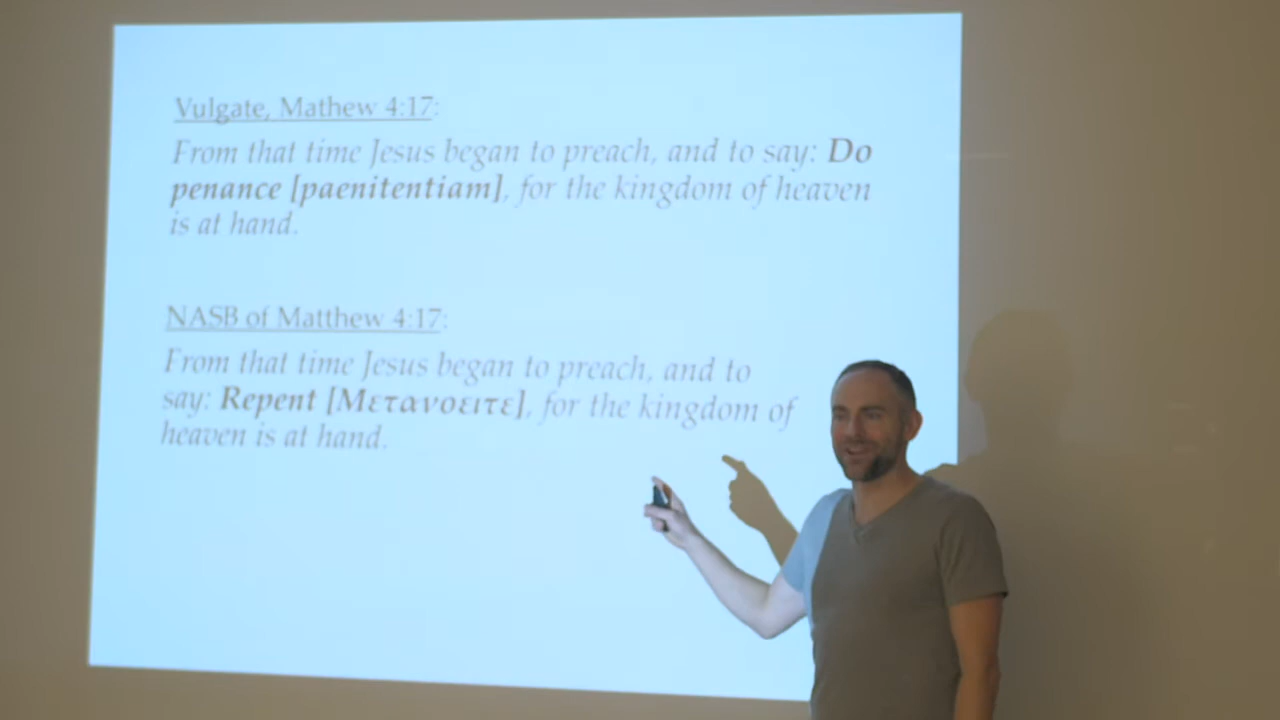 Vulgate, Mathew 4:17:
From that time Jesus began to preach, and to say: Do
penance [paenitentiam], for the kingdom of heaven
is at hand.
NASB of Matthew 4:17:
From that time Jesus began to preach, and to
say: Repent [Μετανοειτε], for the kingdom of
heaven is at hand.